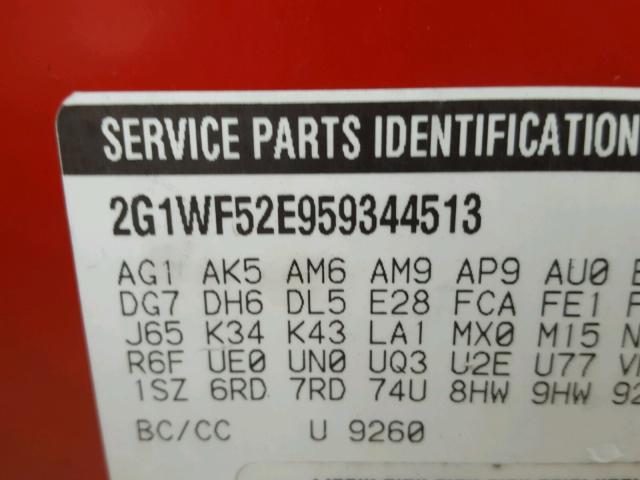 SERVICE PARTS IDENTIFICATION
2G1WF52E959344513
AG1 AK5 AM6 AM9 AP9 AU0
DG7 DH6 DL5 E28 FCA FE1
J65 K34 K43 LA1 MX0 M15
R6F UE0 UN0 UQ3 U2E U77
1SZ 6RD 7RD 74U 8HW 9HW
BC/CC U 9260